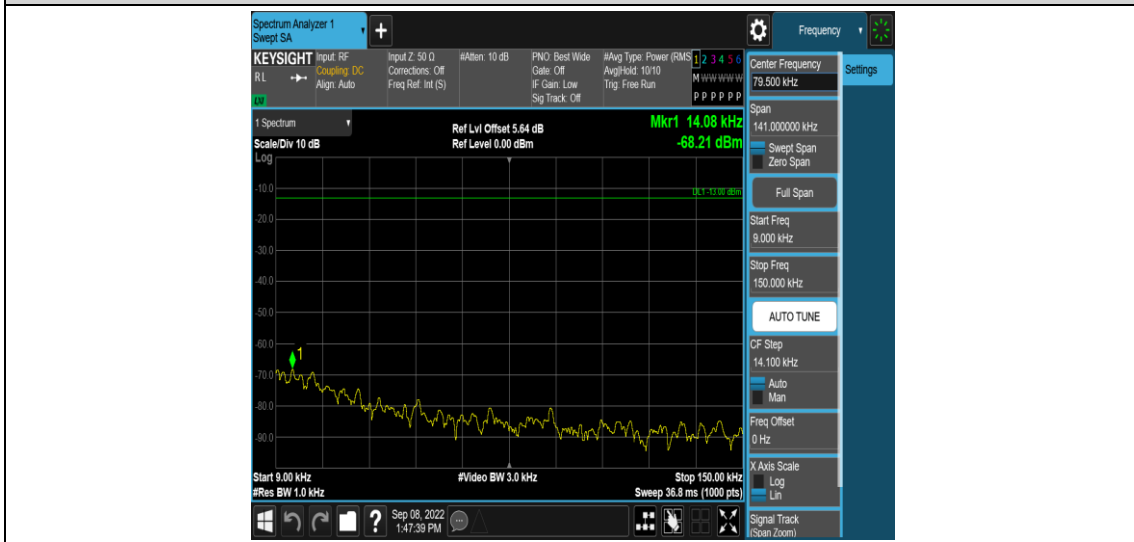 Spectrum Analyzer 1
Swept SA
Frequency
KEYSIGHT
RL
LXI
Input: RF
Coupling: DC
Align: Auto
Input Z: 50 Ω
Corrections: Off
Freq Ref: Int (S)
#Atten: 10 dB
PNO: Best Wide
Gate: Off
IF Gain: Low
Sig Track: Off
#Avg Type: Power (RMS
Avg|Hold: 10/10
Trig: Free Run
1 2 3 4 5 6
M W W W W W
P P P P P P
1 Spectrum
Scale/Div 10 dB
Ref Lvl Offset 5.64 dB
Ref Level 0.00 dBm
Mkr1 14.08 kHz
-68.21 dBm
Log
-10.0
DL1 -13.00 dBm
-20.0
-30.0
-40.0
-50.0
-60.0
1
-70.0
-80.0
-90.0
Start 9.00 kHz
#Video BW 3.0 kHz
Stop 150.00 kHz
#Res BW 1.0 kHz
Sweep 36.8 ms (1000 pts)
Center Frequency
79.500 kHz
Settings
Span
141.000000 kHz
Swept Span
Zero Span
Full Span
Start Freq
9.000 kHz
Stop Freq
150.000 kHz
AUTO TUNE
CF Step
14.100 kHz
Auto
Man
Freq Offset
0 Hz
X Axis Scale
Log
Lin
Signal Track
(Span Zoom)
Sep 08, 2022
1:47:39 PM